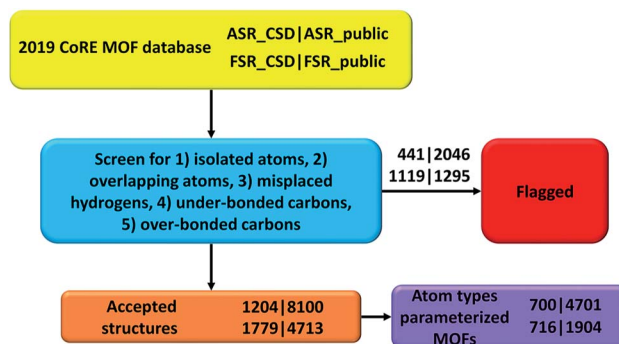 2019 CoRE MOF database
ASR_CSD|ASR_public
FSR_CSD|FSR_public
Screen for 1) isolated atoms, 2)
overlapping atoms, 3) misplaced
hydrogens, 4) under-bonded carbons,
5) over-bonded carbons
441|2046
1119|1295
Flagged
Accepted
structures
1204|8100
1779|4713
Atom types
parameterized
MOFs
700|4701
716|1904